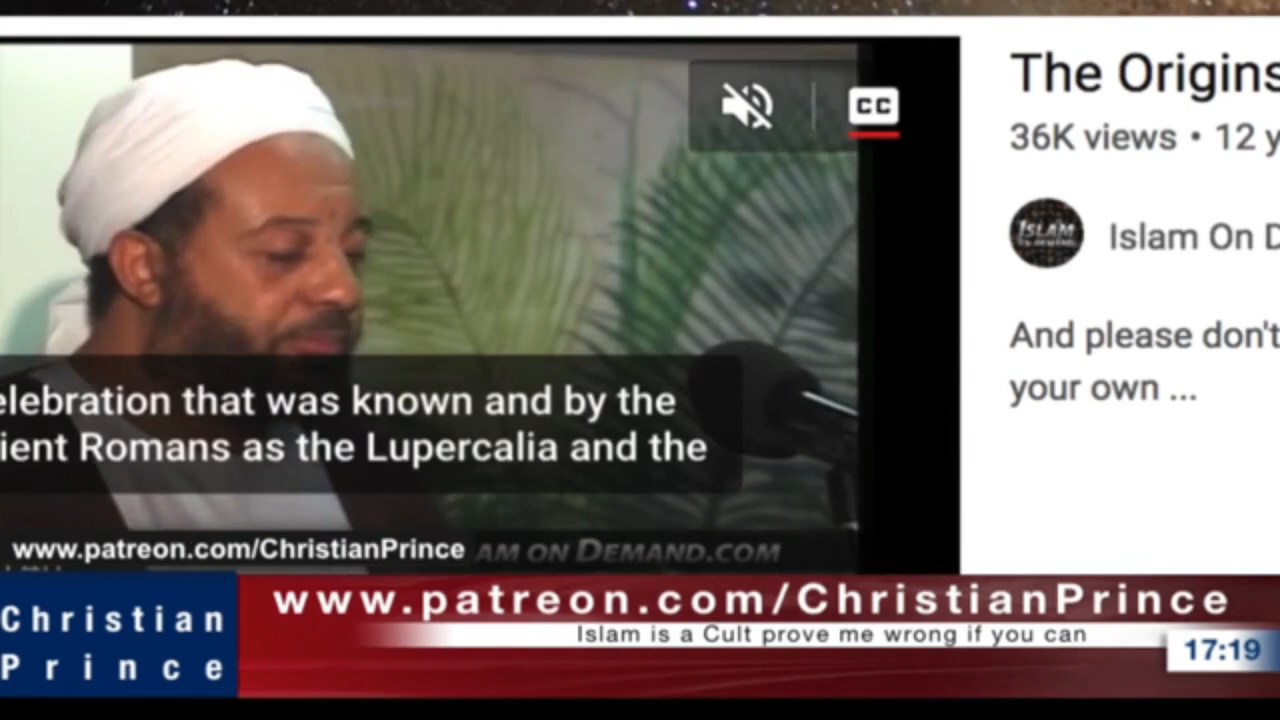 The Origins
36K views • 12 y
ISLAM
Islam On D
And please don't
your own ...
CC
elebration that was known and by the
ient Romans as the Lupercalia and the
www.patreon.com/ChristianPrince
AM ON DEMAND.COM
Christian
Prince
www.patreon.com/ChristianPrince
Islam is a Cult prove me wrong if you can
17:19